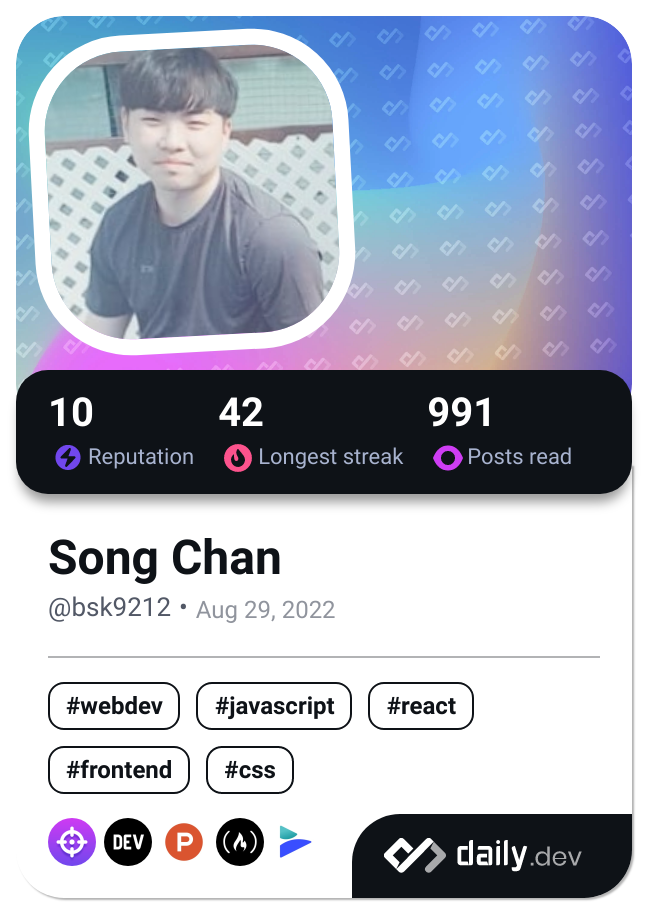 10 42 991
Reputation Longest streak Posts read
Song Chan
@bsk9212 • Aug 29, 2022
#webdev #javascript #react
#frontend #css
DEV P daily.dev